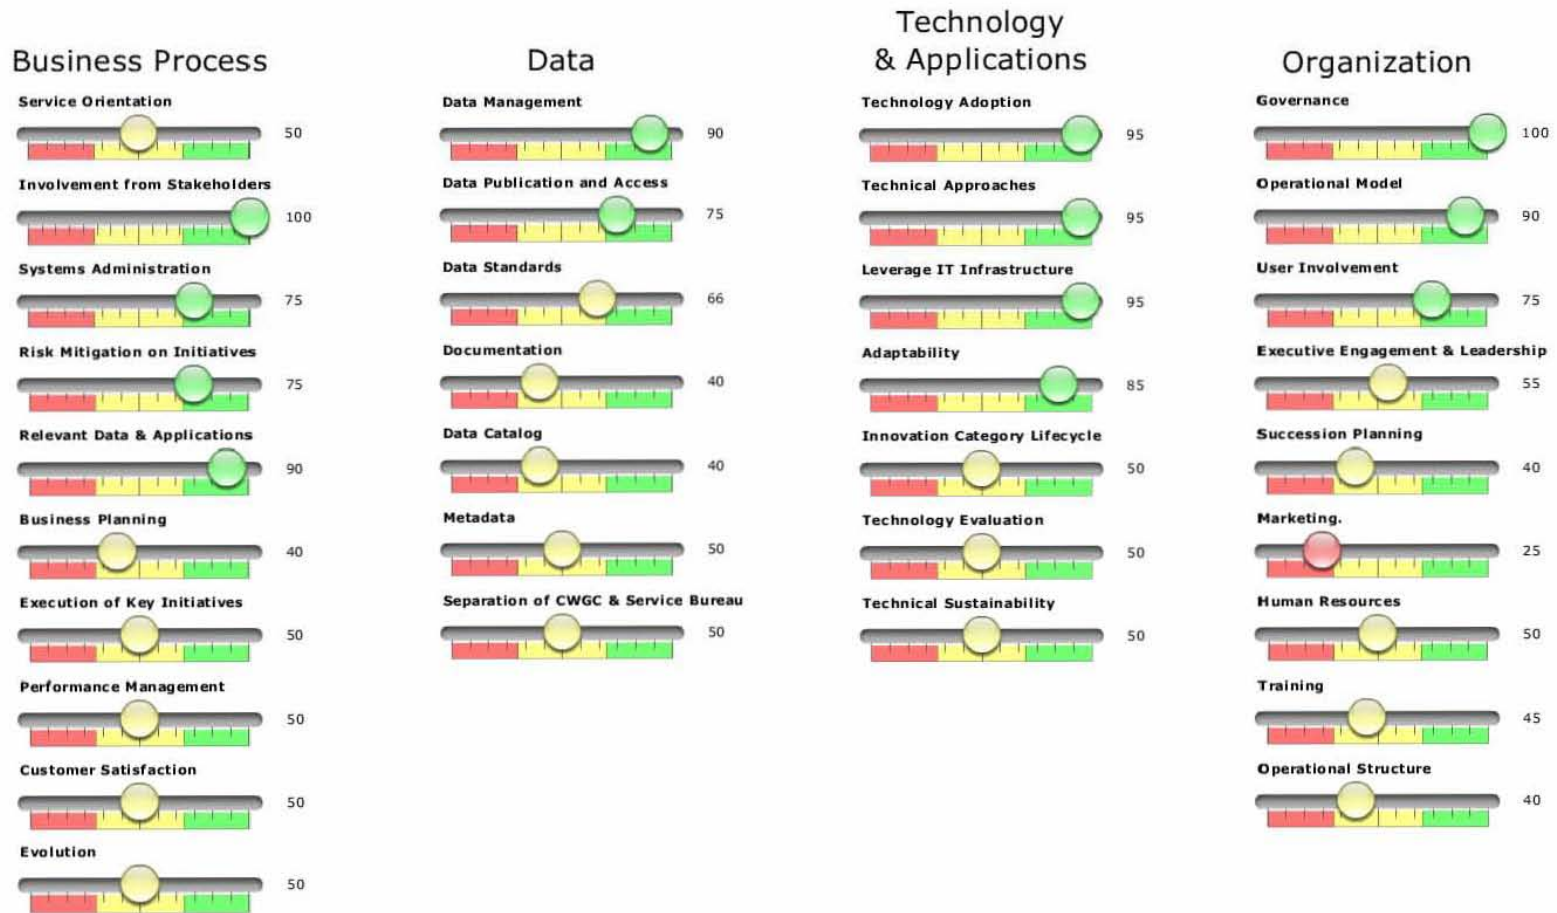 Business Process
Service Orientation
50
Involvement from Stakeholders
100
Systems Administration
75
Risk Mitigation on Initiatives
75
Relevant Data & Applications
90
Business Planning
40
Execution of Key Initiatives
50
Performance Management
50
Customer Satisfaction
50
Evolution
50
Data
Data Management
90
Data Publication and Access
75
Data Standards
66
Documentation
40
Data Catalog
40
Metadata
50
Separation of CWGC & Service Bureau
50
Technology
& Applications
Technology Adoption
95
Technical Approaches
95
Leverage IT Infrastructure
95
Adaptability
85
Innovation Category Lifecycle
50
Technology Evaluation
50
Technical Sustainability
50
Organization
Governance
100
Operational Model
90
User Involvement
75
Executive Engagement & Leadership
55
Succession Planning
40
Marketing.
25
Human Resources
50
Training
45
Operational Structure
40